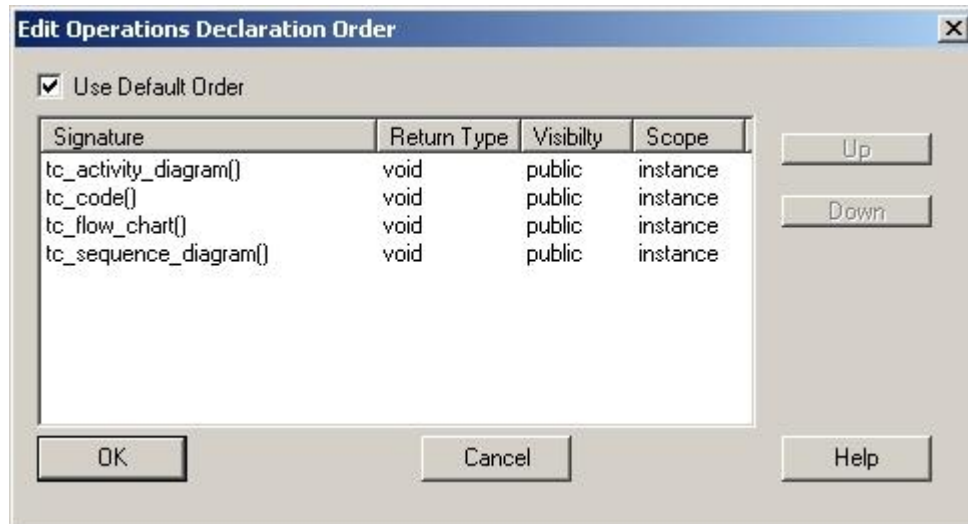 Edit Operations Declaration Order
Use Default Order
Signature Return Type Visibilty Scope
tc_activity_diagram() void public instance
tc_code() void public instance
tc_flow_chart() void public instance
tc_sequence_diagram() void public instance
Up
Down
OK Cancel Help